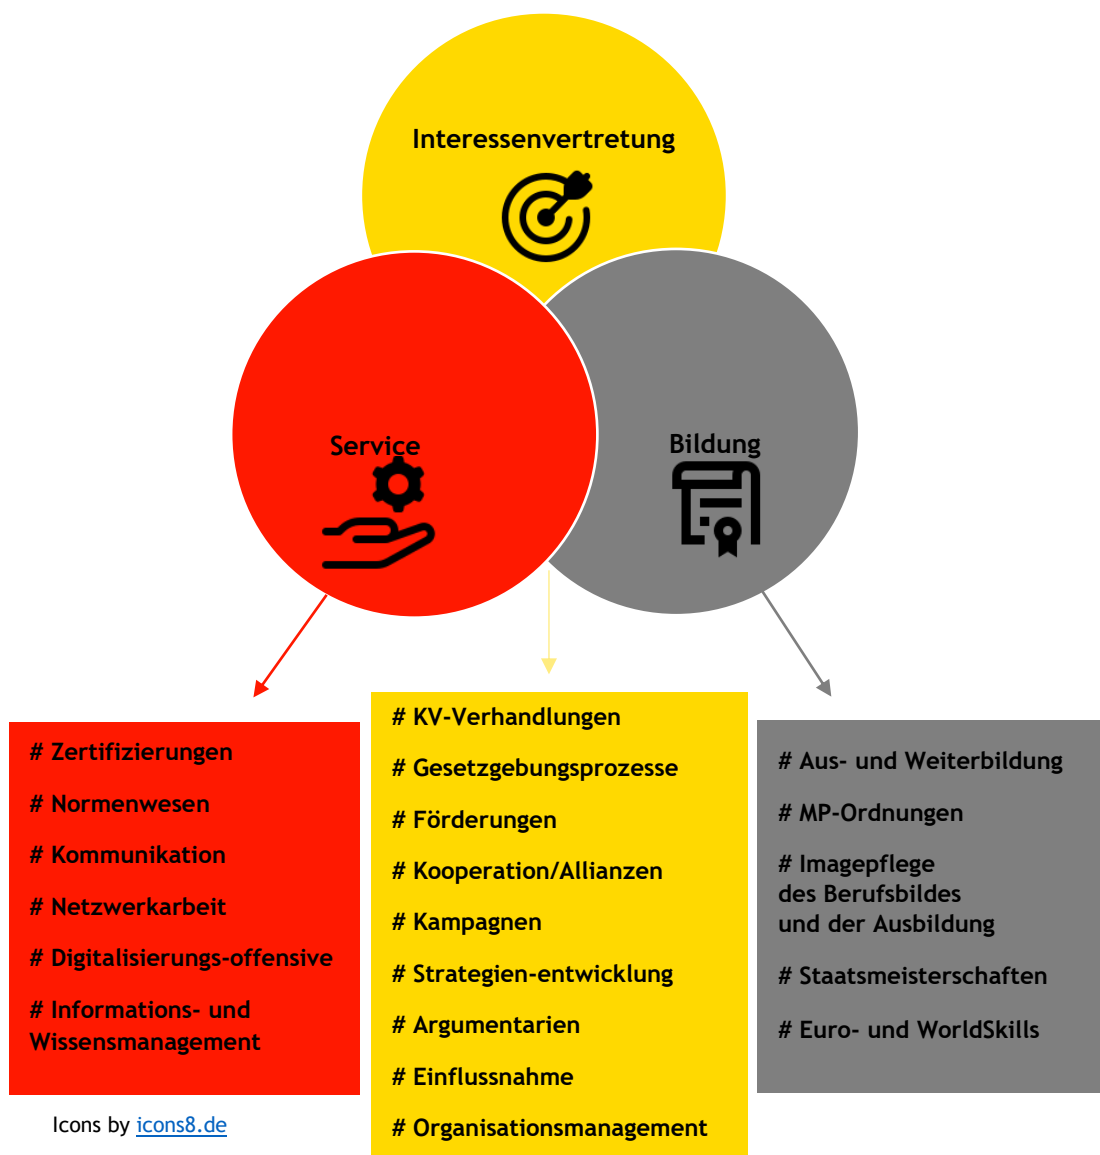 Interessenvertretung
Service
Bildung
# Zertifizierungen
# Normenwesen
# Kommunikation
# Netzwerkarbeit
# Digitalisierungs-offensive
# Informations- und
Wissensmanagement
# KV-Verhandlungen
# Gesetzgebungsprozesse
# Förderungen
# Kooperation/Allianzen
# Kampagnen
# Strategien-entwicklung
# Argumentarien
# Einflussnahme
# Organisationsmanagement
# Aus- und Weiterbildung
# MP-Ordnungen
# Imagepflege
des Berufsbildes
und der Ausbildung
# Staatsmeisterschaften
# Euro- und WorldSkills
Icons by icons8.de